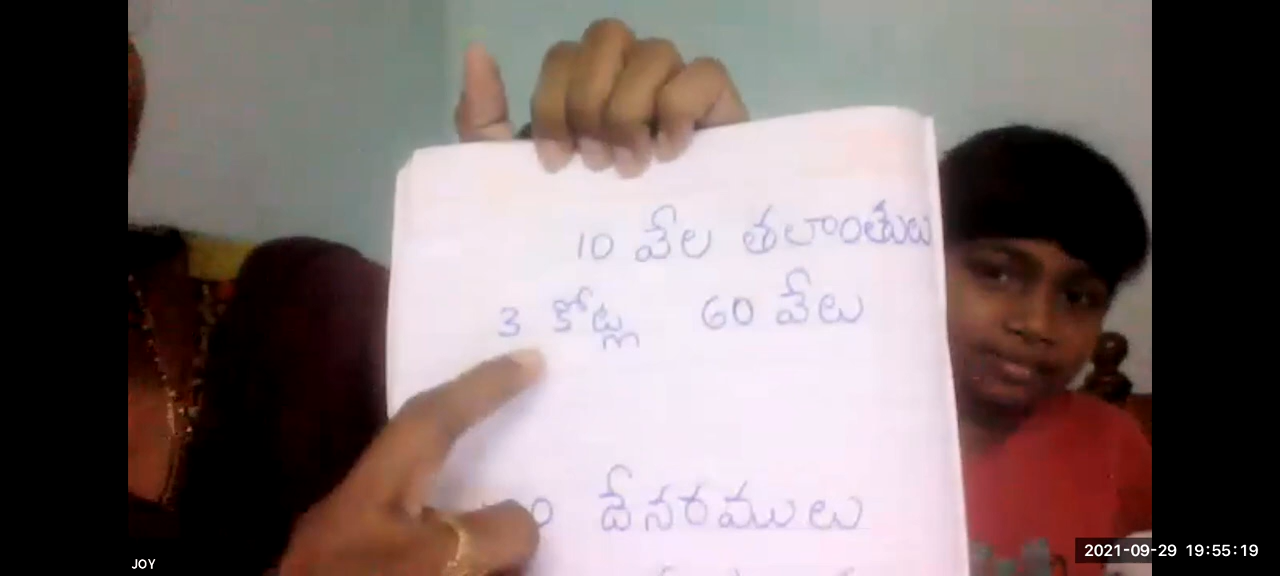 10 వేల తలాంతులు
3 కోట్ల 60 వేలు
దేనరములు
JOY
2021-09-29 19:55:19